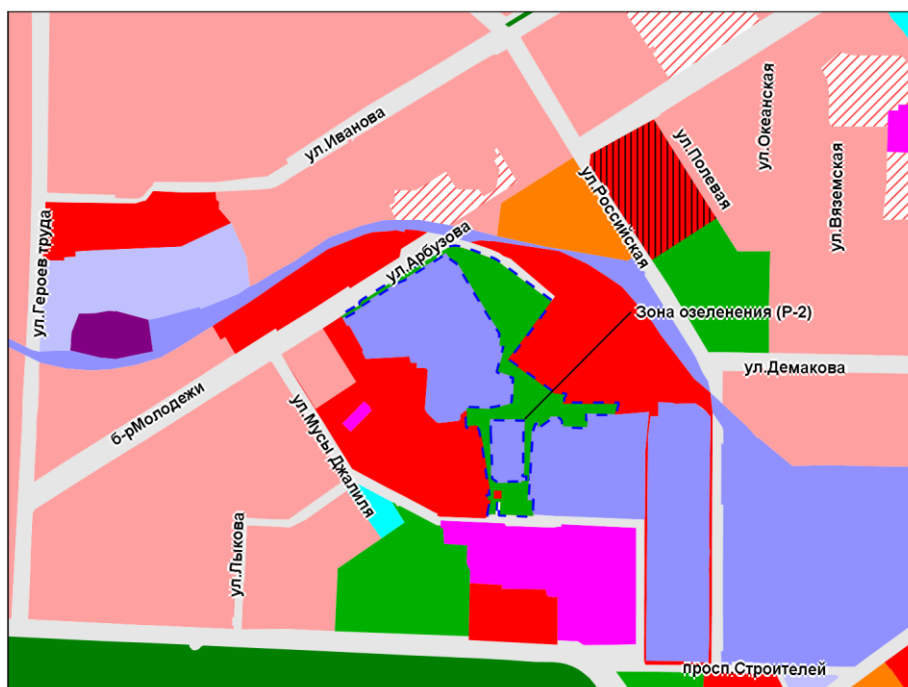 ул.Иванова
ул.Океанская
ул.Полевая
ул.Вяземская
ул.Российская
ул.Героев труда
ул.Арбузова
Зона озеленения (Р-2)
ул.Демакова
б-рМолодежи
ул.Мусы Джалиля
ул.Лыкова
просп.Строителей